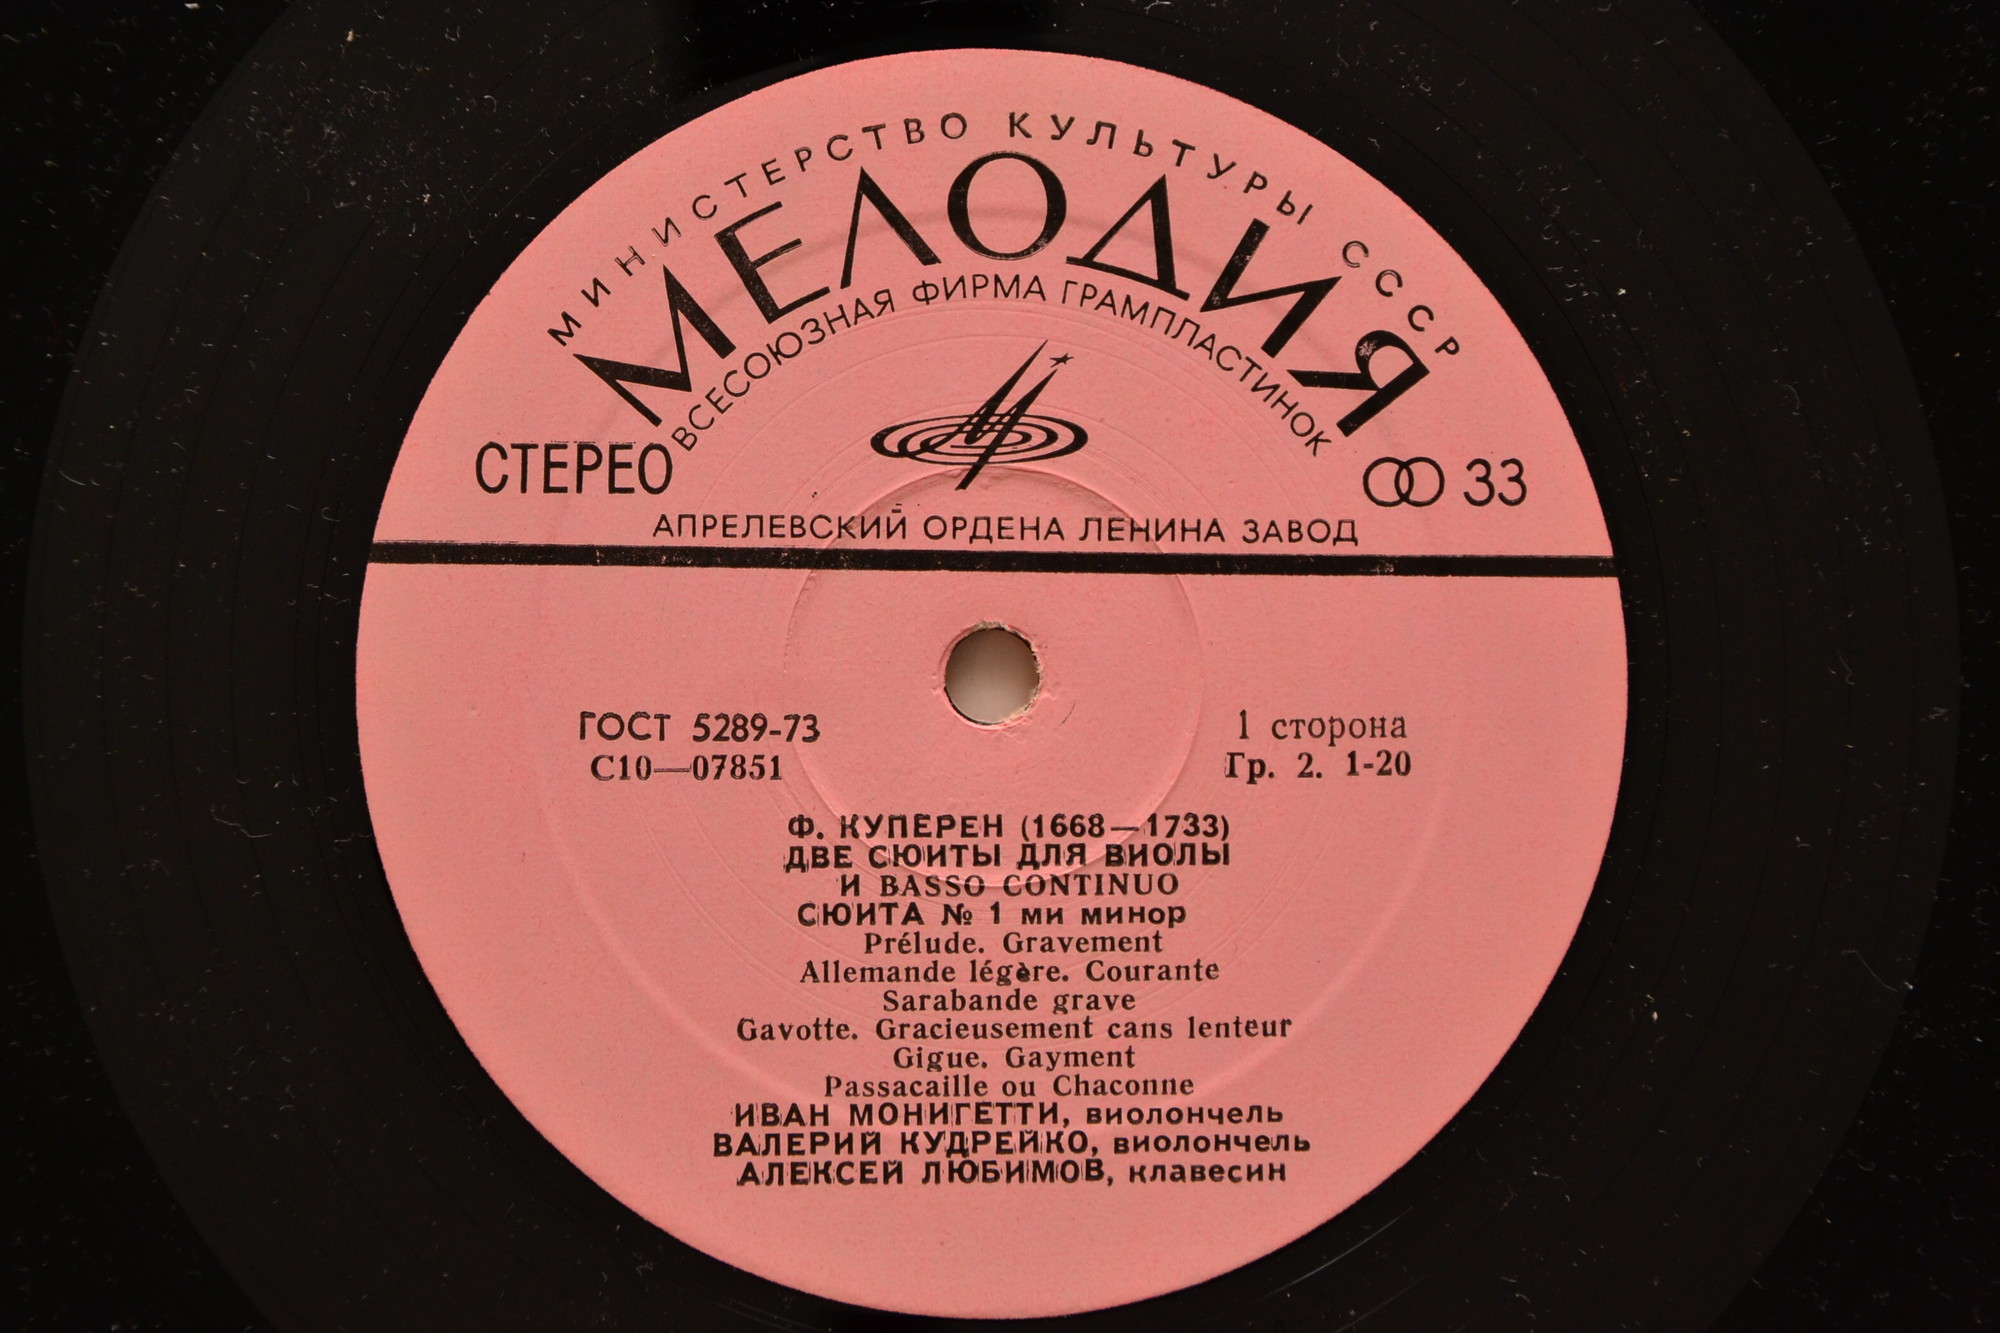 МИНИСТЕРСТВО КУЛЬТУРЫ СССР
МЕЛОДИЯ
ВСЕСОЮЗНАЯ ФИРМА ГРАМПЛАСТИНОК
СТЕРЕО
33
АПРЕЛЕВСКИЙ ОРДЕНА ЛЕНИНА ЗАВОД
ГОСТ 5289-73
1 сторона
С10—07851
Гр. 2. 1-20
Ф. КУПЕРЕН (1668—1733)
ДВЕ СЮИТЫ ДЛЯ ВИОЛЫ
И BASSO CONTINUO
СЮИТА № 1 ми минор
Prélude. Gravement
Allemande légère. Courante
Sarabande grave
Gavotte. Gracieusement cans lenteur
Gigue. Gayment
Passacaille ou Chaconne
ИВАН МОНИГЕТТИ, виолончель
ВАЛЕРИЙ КУДРЕЙКО, виолончель
АЛЕКСЕЙ ЛЮБИМОВ, клавесин